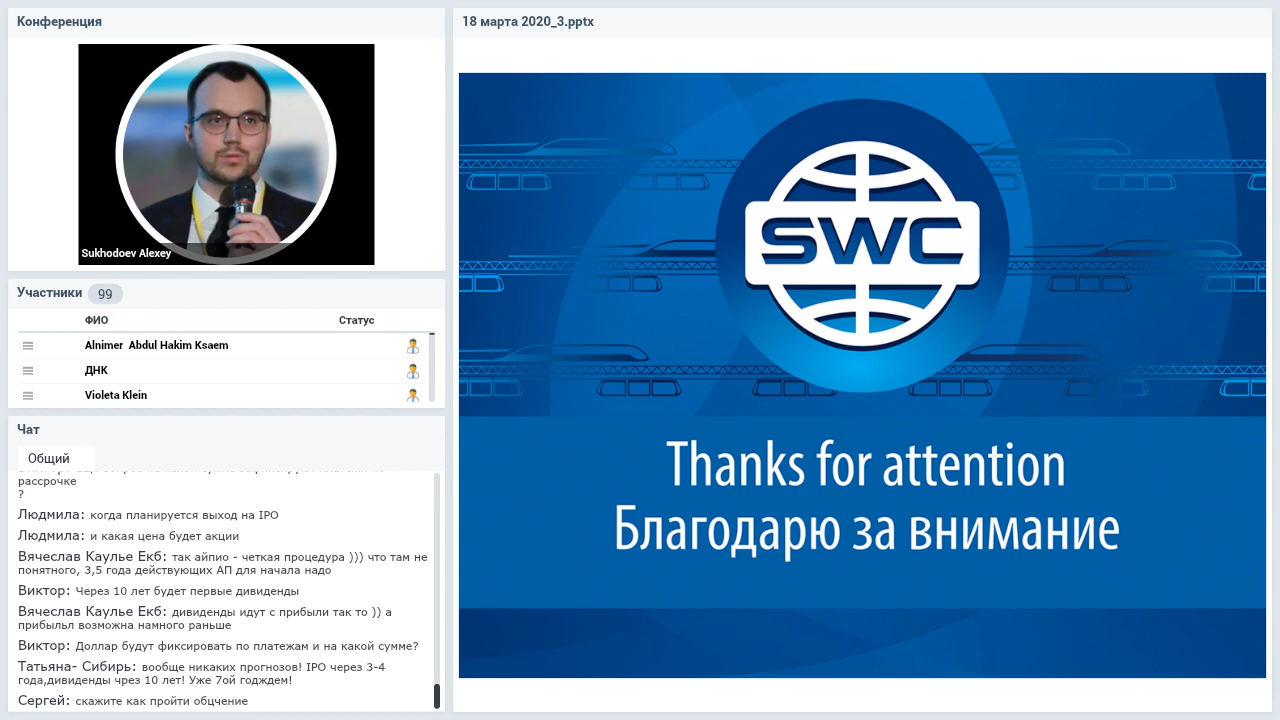 Конференция
Sukhodoev Alexey
Участники 99
ФИО Статус
Alnimer Abdul Hakim Ksaem
ДНК
Violeta Klein
Чат
Общий
рассрочке
?
Людмила: когда планируется выход на IPO
Людмила: и какая цена будет акции
Вячеслав Каулье Екб: так айпио - четкая процедура ))) что там не
понятного, 3,5 года действующих АП для начала надо
Виктор: Через 10 лет будет первые дивиденды
Вячеслав Каулье Екб: дивиденды идут с прибыли так то )) а
прибыльл возможна намного раньше
Виктор: Доллар будут фиксировать по платежам и на какой сумме?
Татьяна- Сибирь: вообще никаких прогнозов! IPO через 3-4
года,дивиденды чрез 10 лет! Уже 7ой годждем!
Сергей: скажите как пройти обцчение
18 марта 2020_3.pptx
SWC
Thanks for attention
Благодарю за внимание